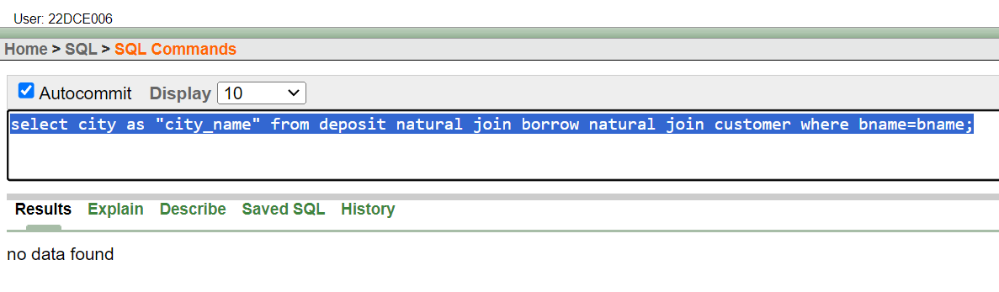 User: 22DCE006
Home > SQL > SQL Commands
Autocommit Display 10
select city as "city_name" from deposit natural join borrow natural join customer where bname=bname;
Results Explain Describe Saved SQL History
no data found